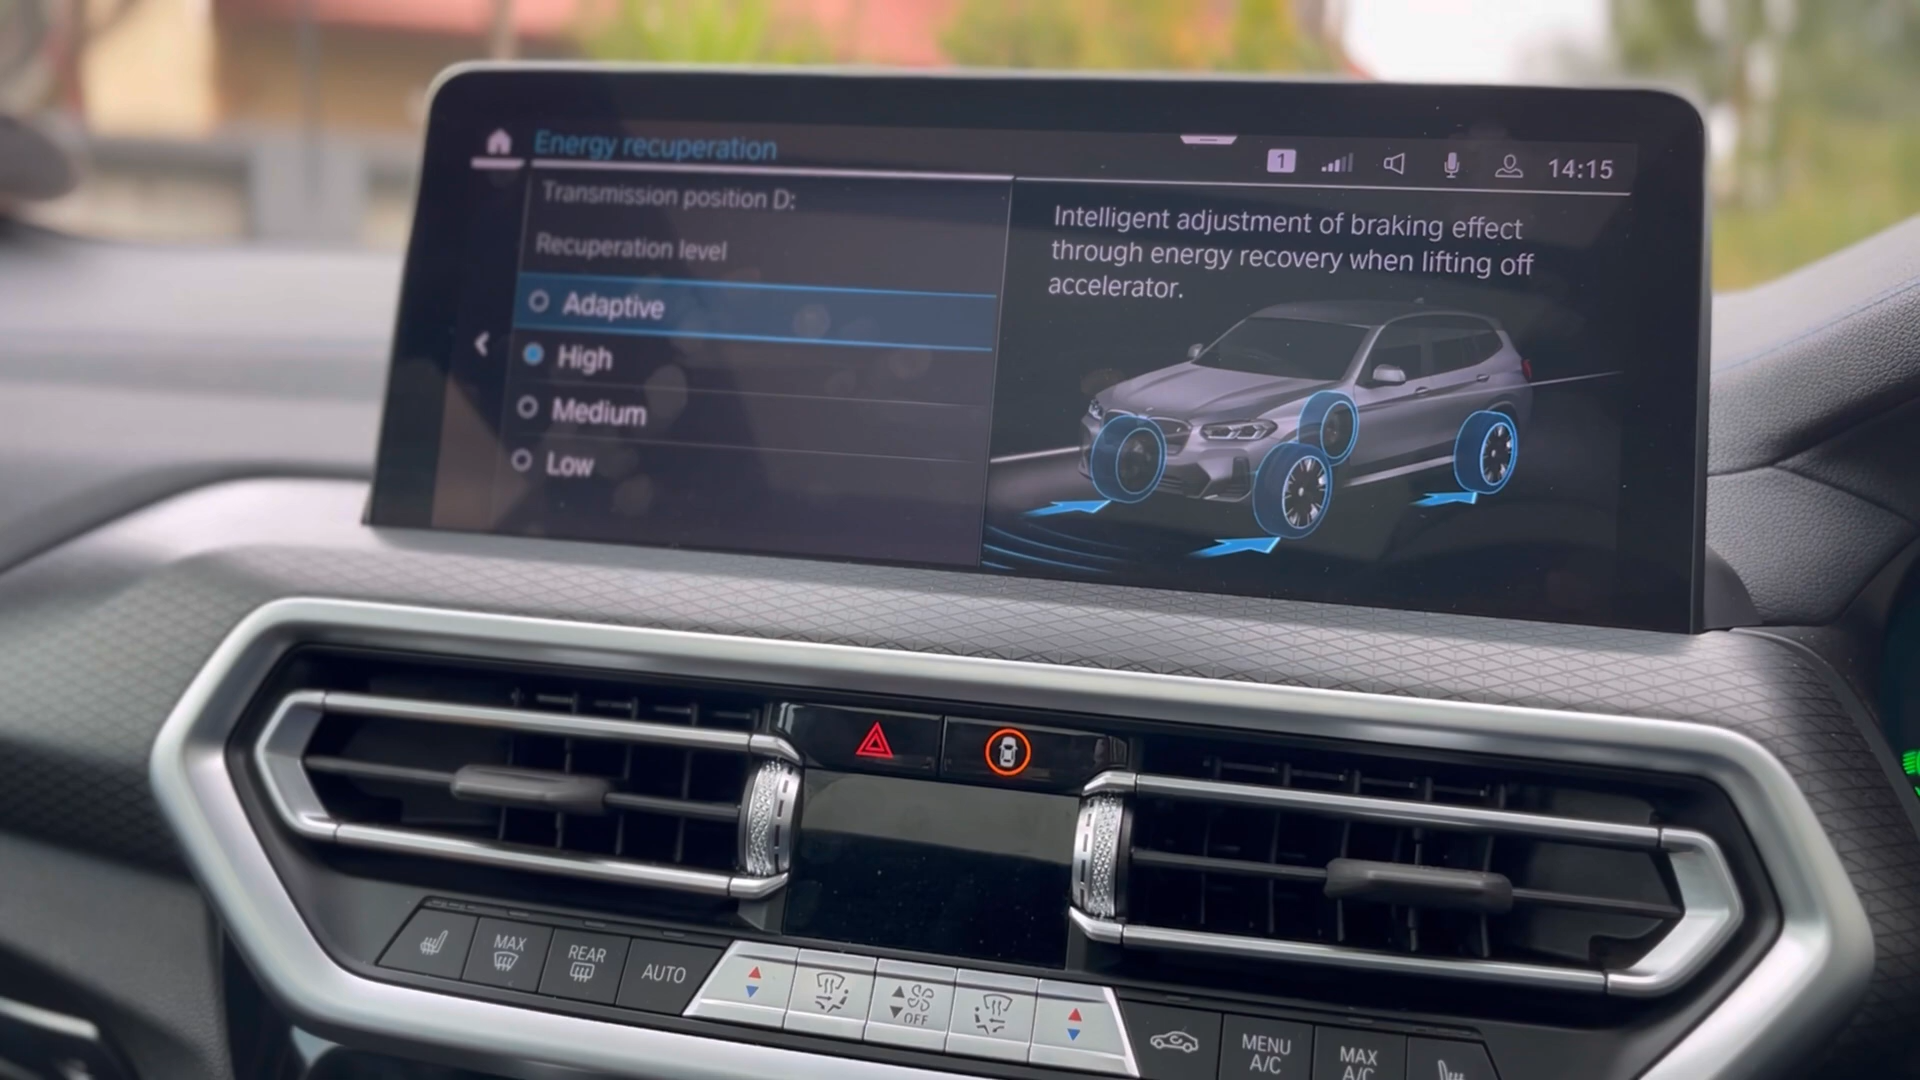 Energy recuperation
1
14:15
Transmission position D:
Recuperation level
Adaptive
High
Medium
Low
Intelligent adjustment of braking effect
through energy recovery when lifting off
accelerator.
MAX
REAR
AUTO
OFF
MENU
A/C
MAX
A/C